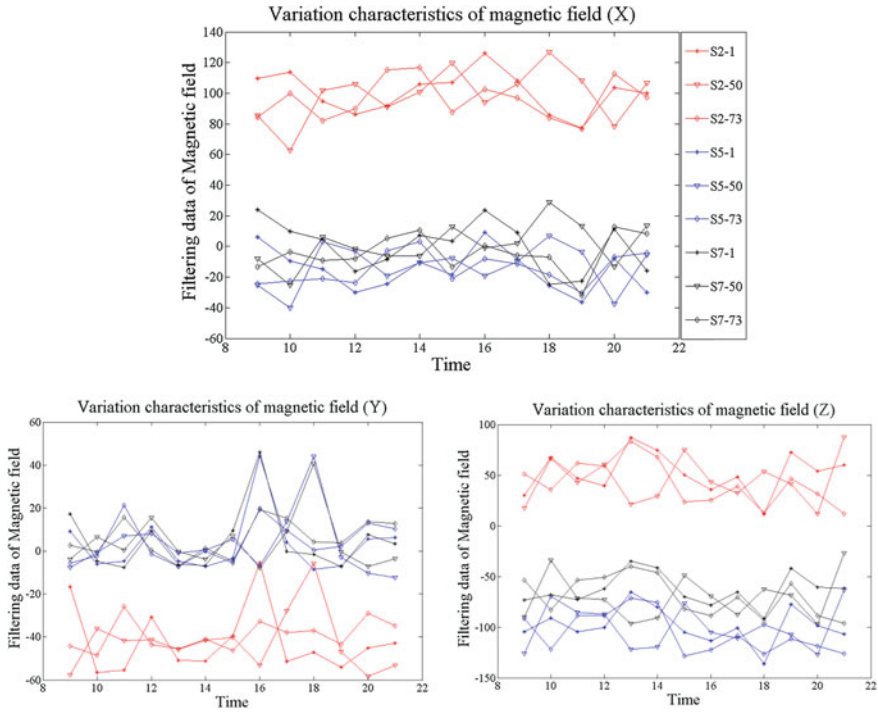 Variation characteristics of magnetic field (X)
Filtering data of Magnetic field
140
120
100
80
60
40
20
0
-20
-40
-60
8
10
12
14
16
18
20
22
Time
S2-1
S2-50
S2-73
S5-1
S5-50
S5-73
S7-1
S7-50
S7-73
Variation characteristics of magnetic field (Y)
Filtering data of Magnetic field
60
40
20
0
-20
-40
-60
8
10
12
14
16
18
20
22
Time
Variation characteristics of magnetic field (Z)
Filtering data of Magnetic field
100
50
0
-50
-100
-150
8
10
12
14
16
18
20
22
Time